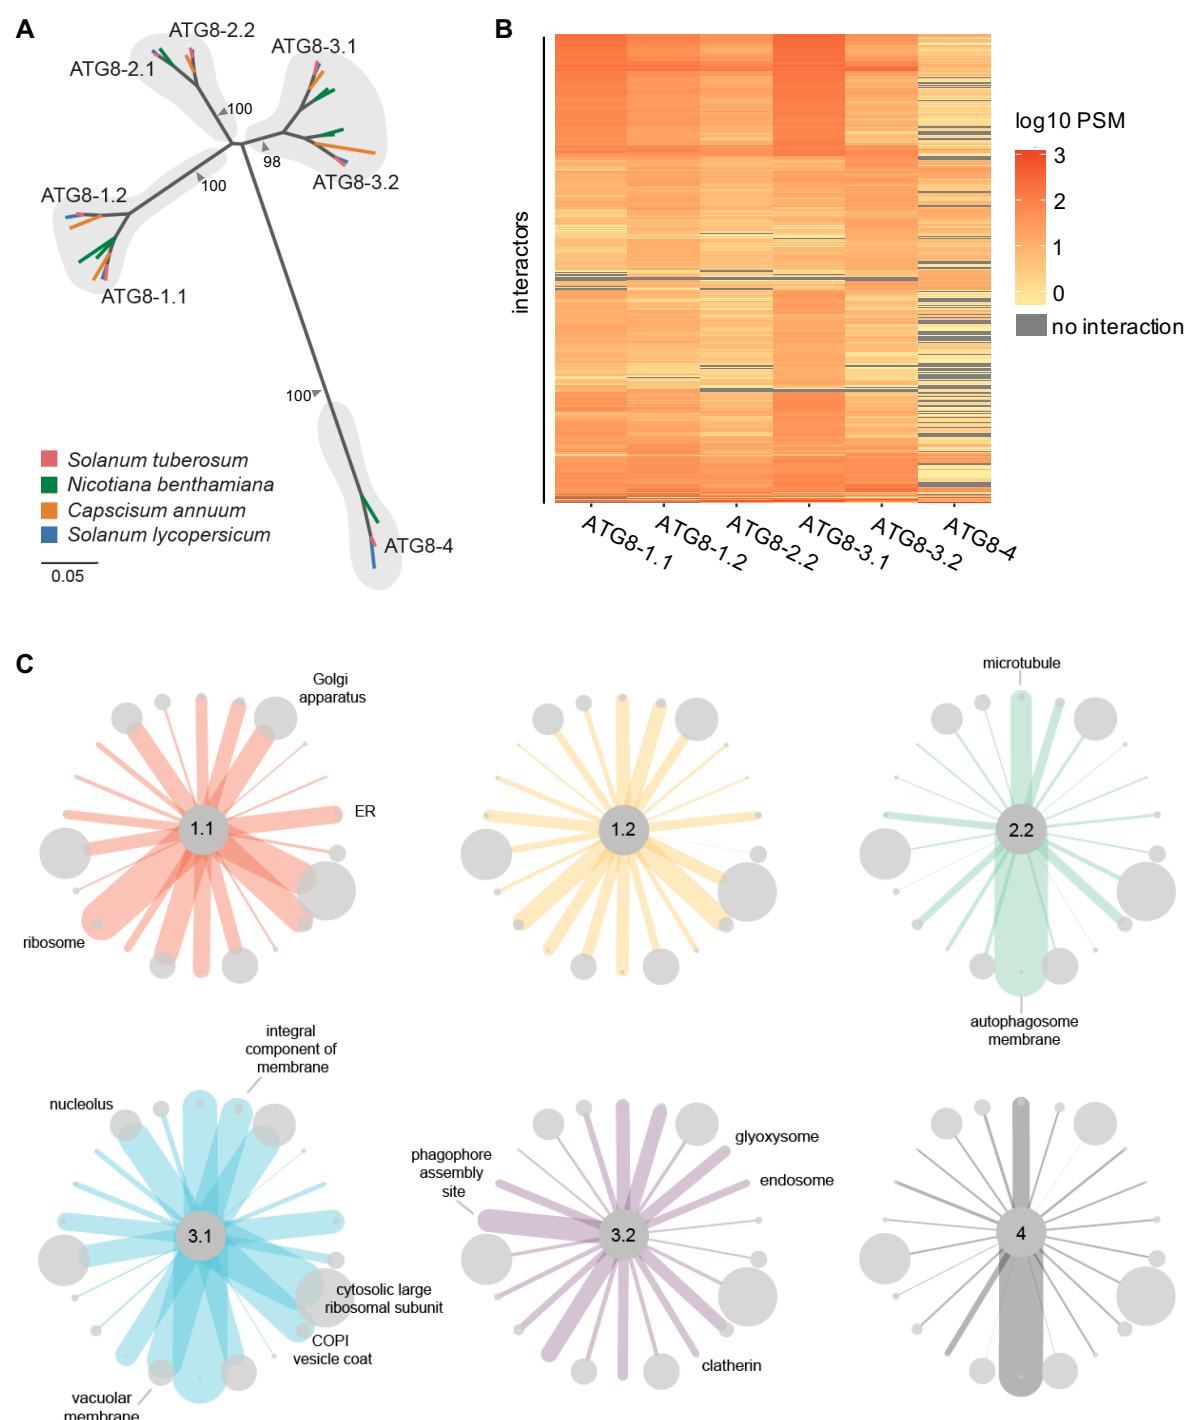 A
ATG8-2.2
ATG8-2.1
ATG8-3.1
100
98
ATG8-3.2
100
ATG8-1.2
ATG8-1.1
100
ATG8-4
Solanum tuberosum
Nicotiana benthamiana
Capscisum annuum
Solanum lycopersicum
0.05
B
interactors
ATG8-1.1
ATG8-1.2
ATG8-2.2
ATG8-3.1
ATG8-3.2
ATG8-4
log10 PSM
3
2
1
0
no interaction
C
Golgi
apparatus
1.1
ER
ribosome
1.2
microtubule
2.2
autophagosome
membrane
integral
component of
membrane
nucleolus
3.1
cytosolic large
ribosomal subunit
COPI
vesicle coat
vacuolar
membrane
phagophore
assembly
site
glyoxysome
endosome
3.2
clatherin
4